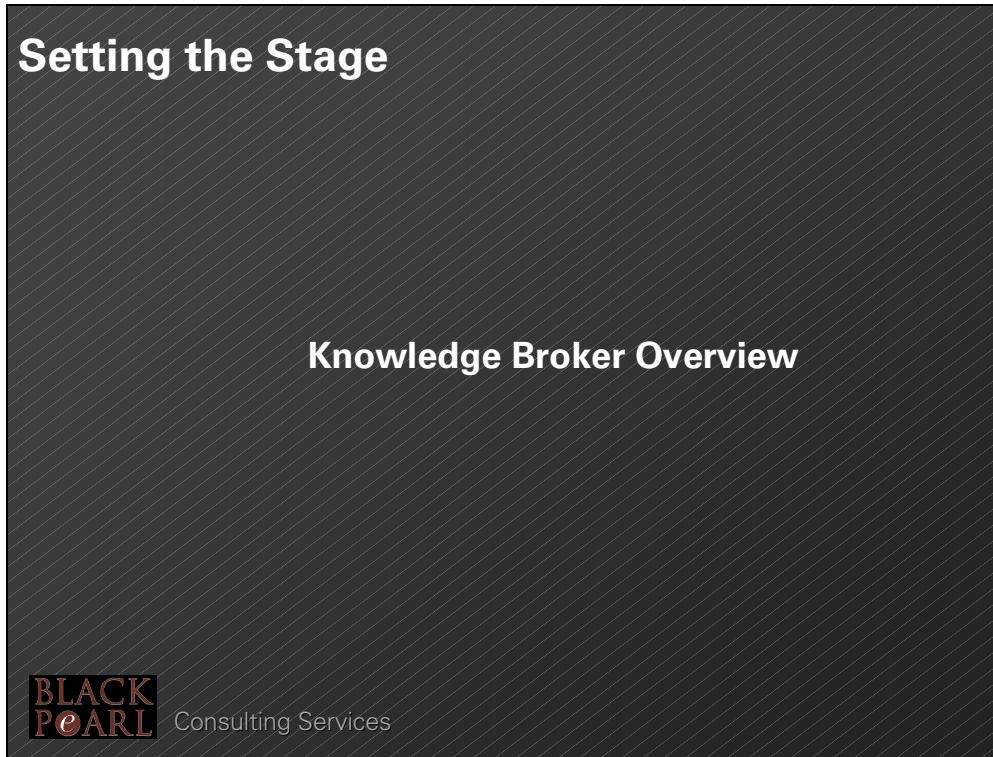 Setting the Stage
Knowledge Broker Overview
BLACK
PeARL
Consulting Services